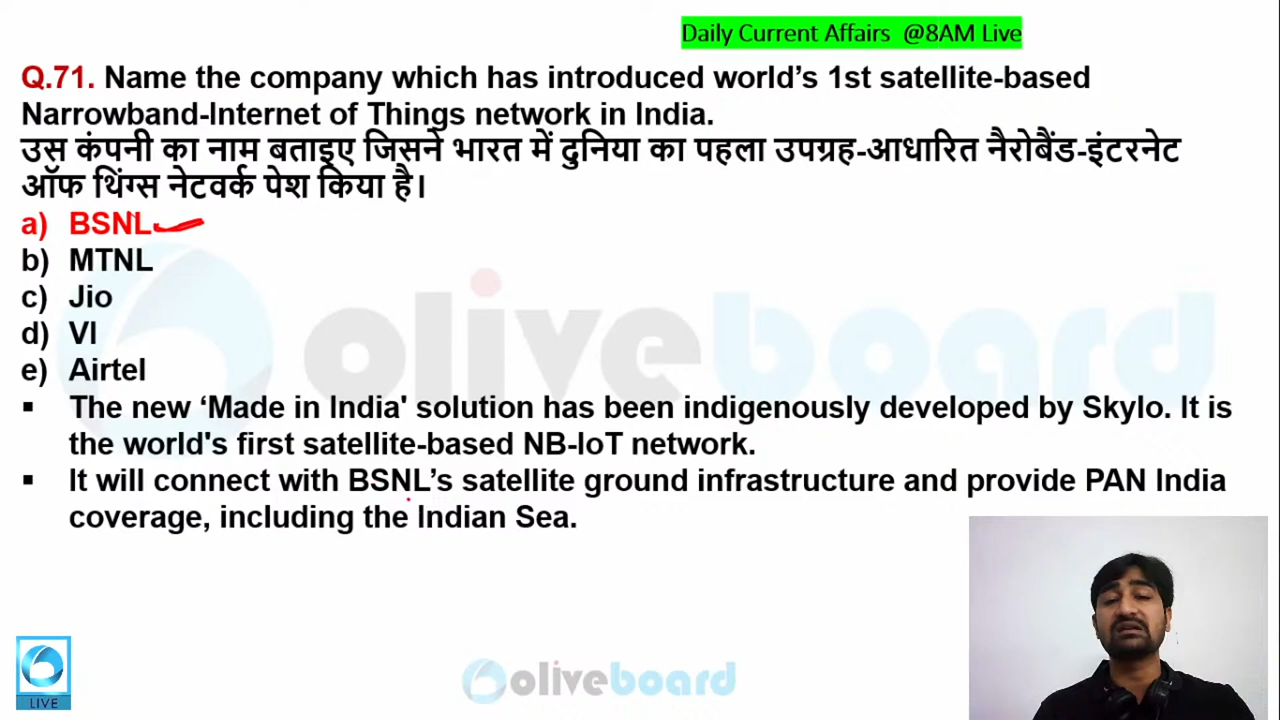 Daily Current Affairs @8AM Live
Q.71. Name the company which has introduced world’s 1st satellite-based
Narrowband-Internet of Things network in India.
उस कंपनी का नाम बताइए जिसने भारत में दुनिया का पहला उपग्रह-आधारित नैरोबैंड-इंटरनेट
ऑफ थिंग्स नेटवर्क पेश किया है।
a) BSNL
b) MTNL
c) Jio
d) VI
e) Airtel
▪ The new ‘Made in India' solution has been indigenously developed by Skylo. It is
the world's first satellite-based NB-IoT network.
▪ It will connect with BSNL’s satellite ground infrastructure and provide PAN India
coverage, including the Indian Sea.
oliveboard
LIVE
oliveboard